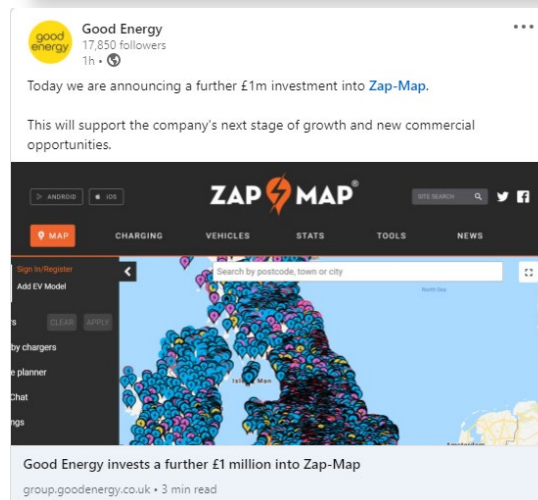 good
energy
Good Energy
17,850 followers
1h •
Today we are announcing a further £1m investment into Zap-Map.
This will support the company's next stage of growth and new commercial
opportunities.
ANDROID
iOS
ZAP MAP®
SITE SEARCH
MAP
CHARGING
VEHICLES
STATS
TOOLS
NEWS
Sign In/Register
Add EV Model
Search by postcode, town or city
North Sea
rs
CLEAR
APPLY
by chargers
e planner
Chat
ngs
Isle of Man
Amsterdam
Good Energy invests a further £1 million into Zap-Map
group.goodenergy.co.uk • 3 min read